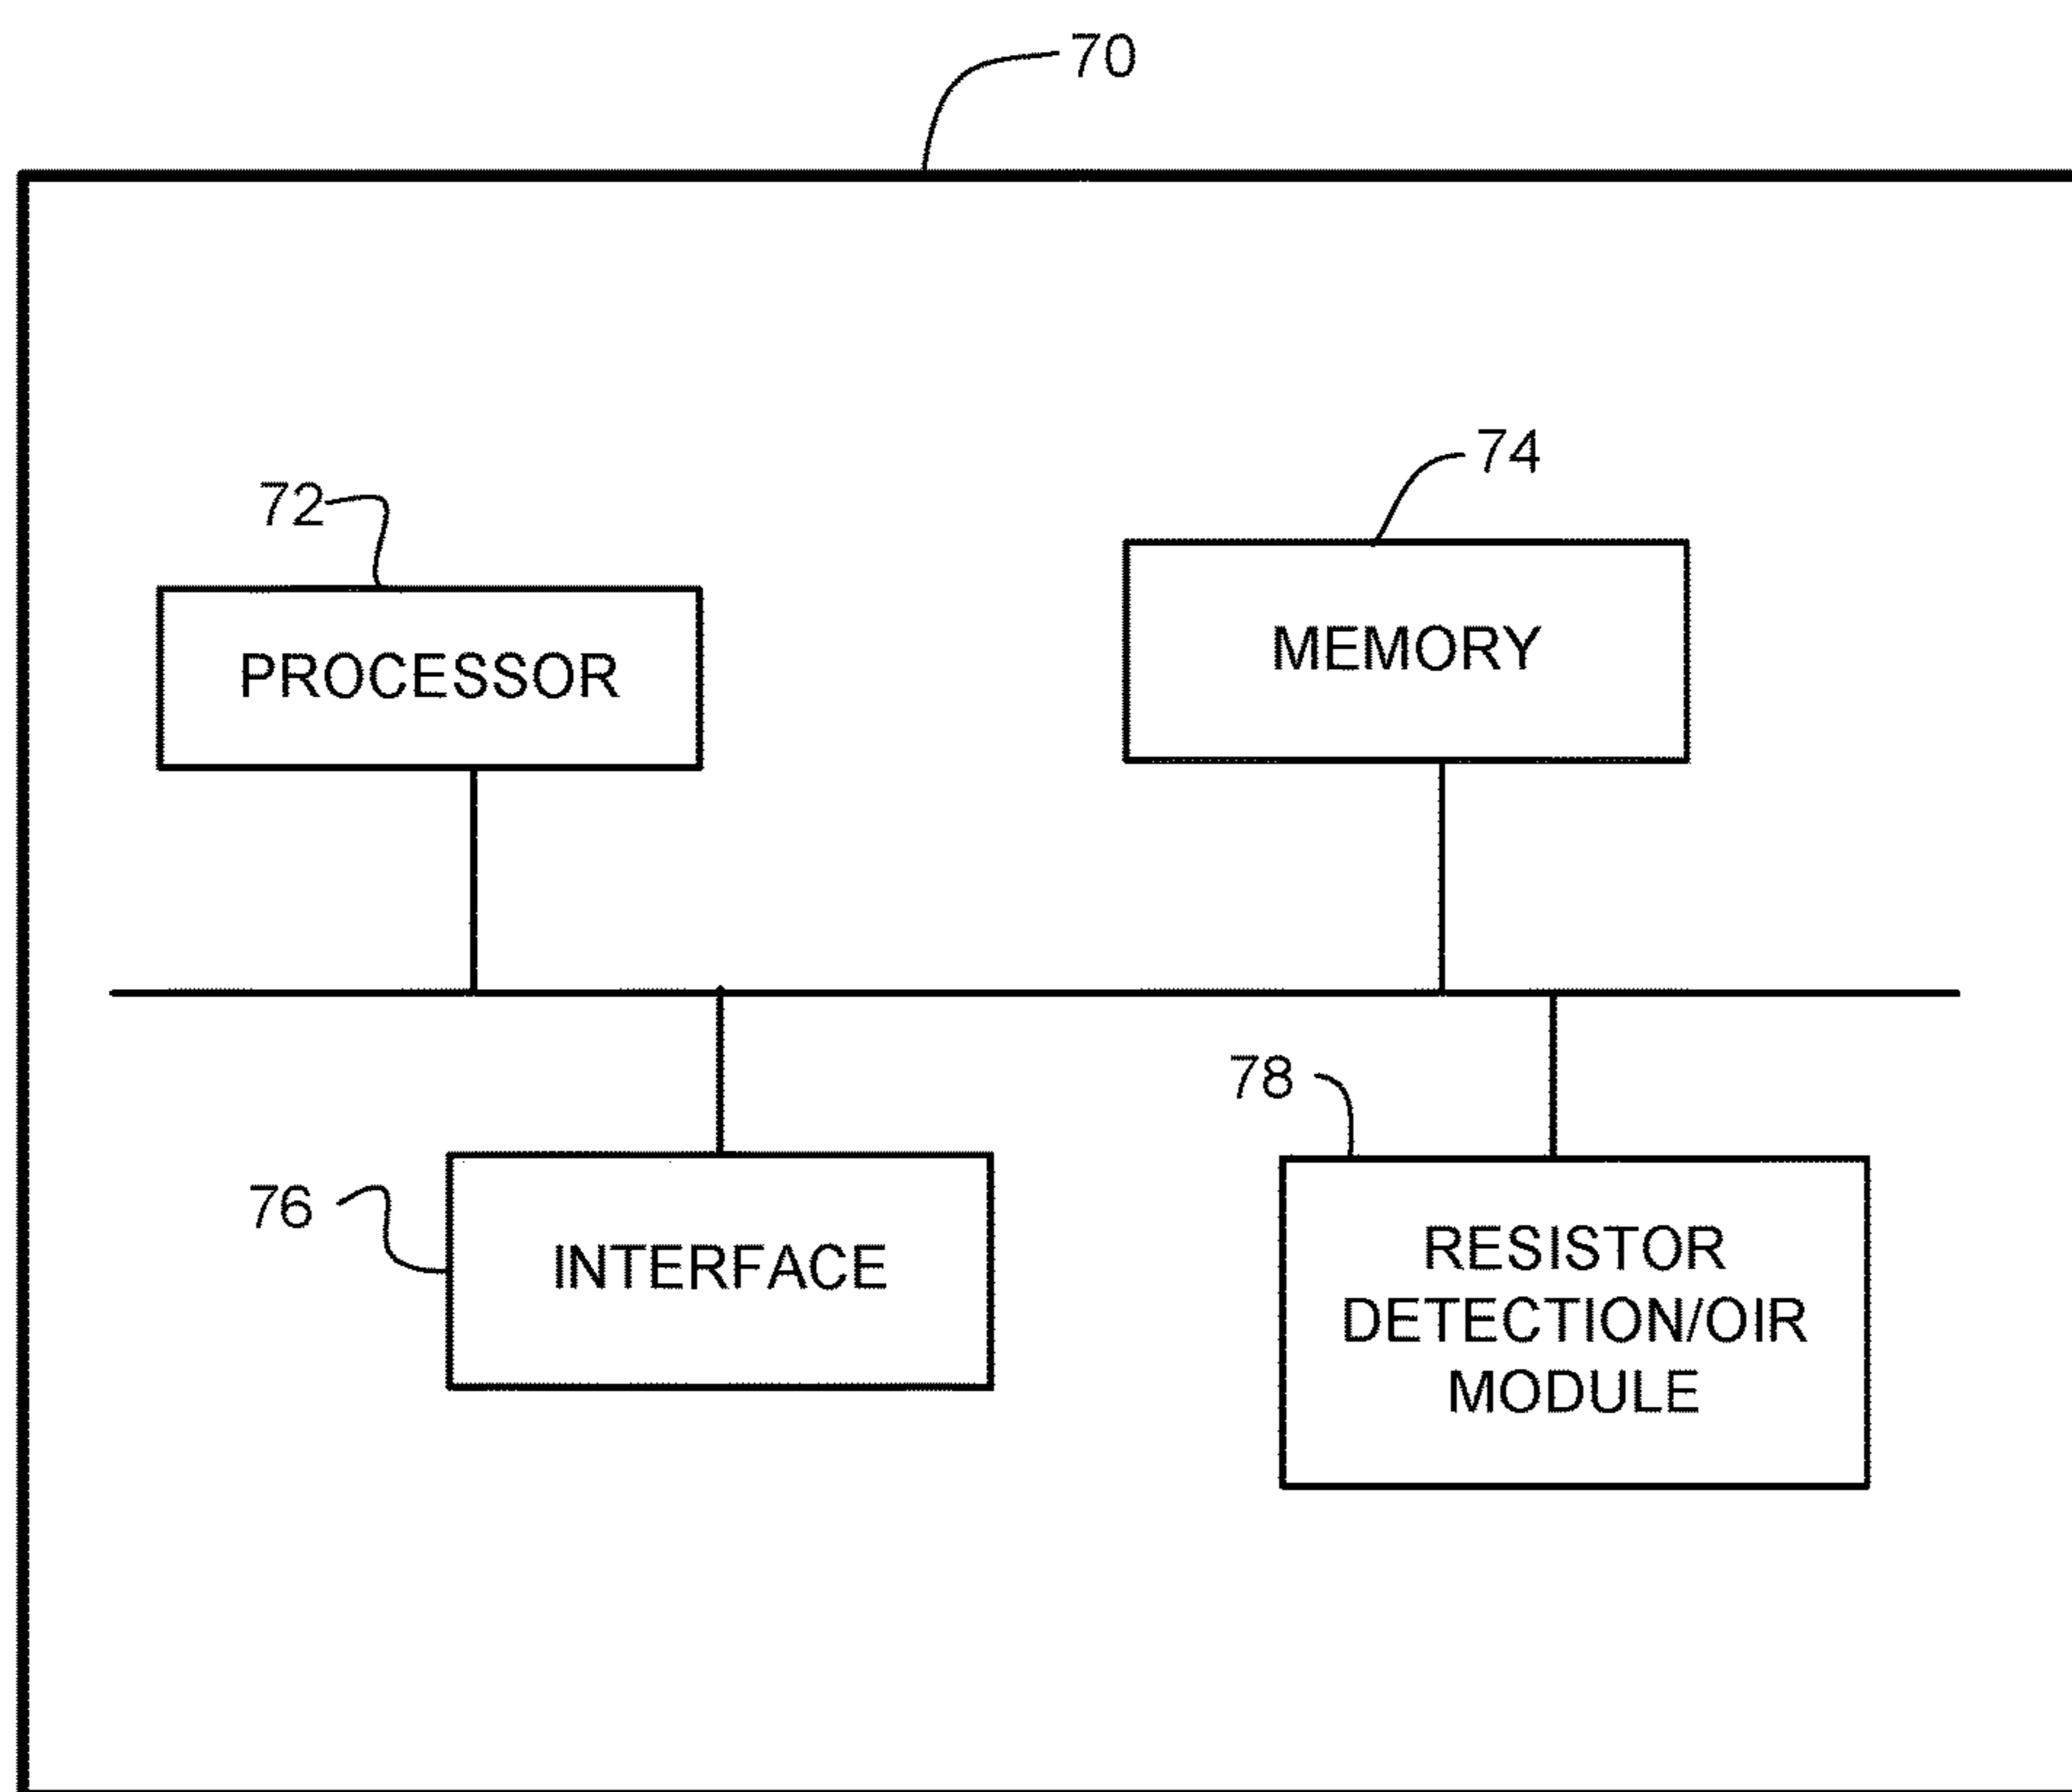 70
74
72
MEMORY
PROCESSOR
78
76
INTERFACE
RESISTOR
DETECTION/OIR
MODULE